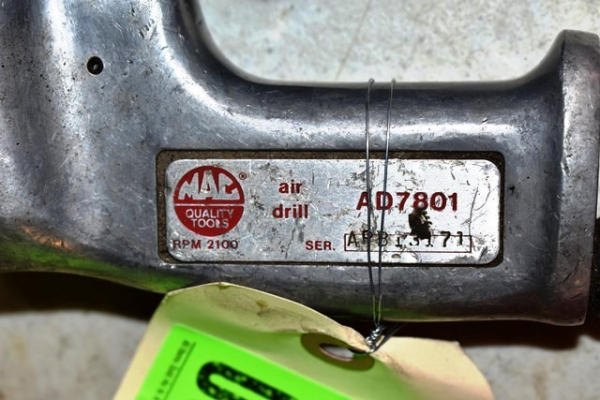 MAC®
QUALITY
TOOLS
air
drill
AD7801
RPM 2100
SER.